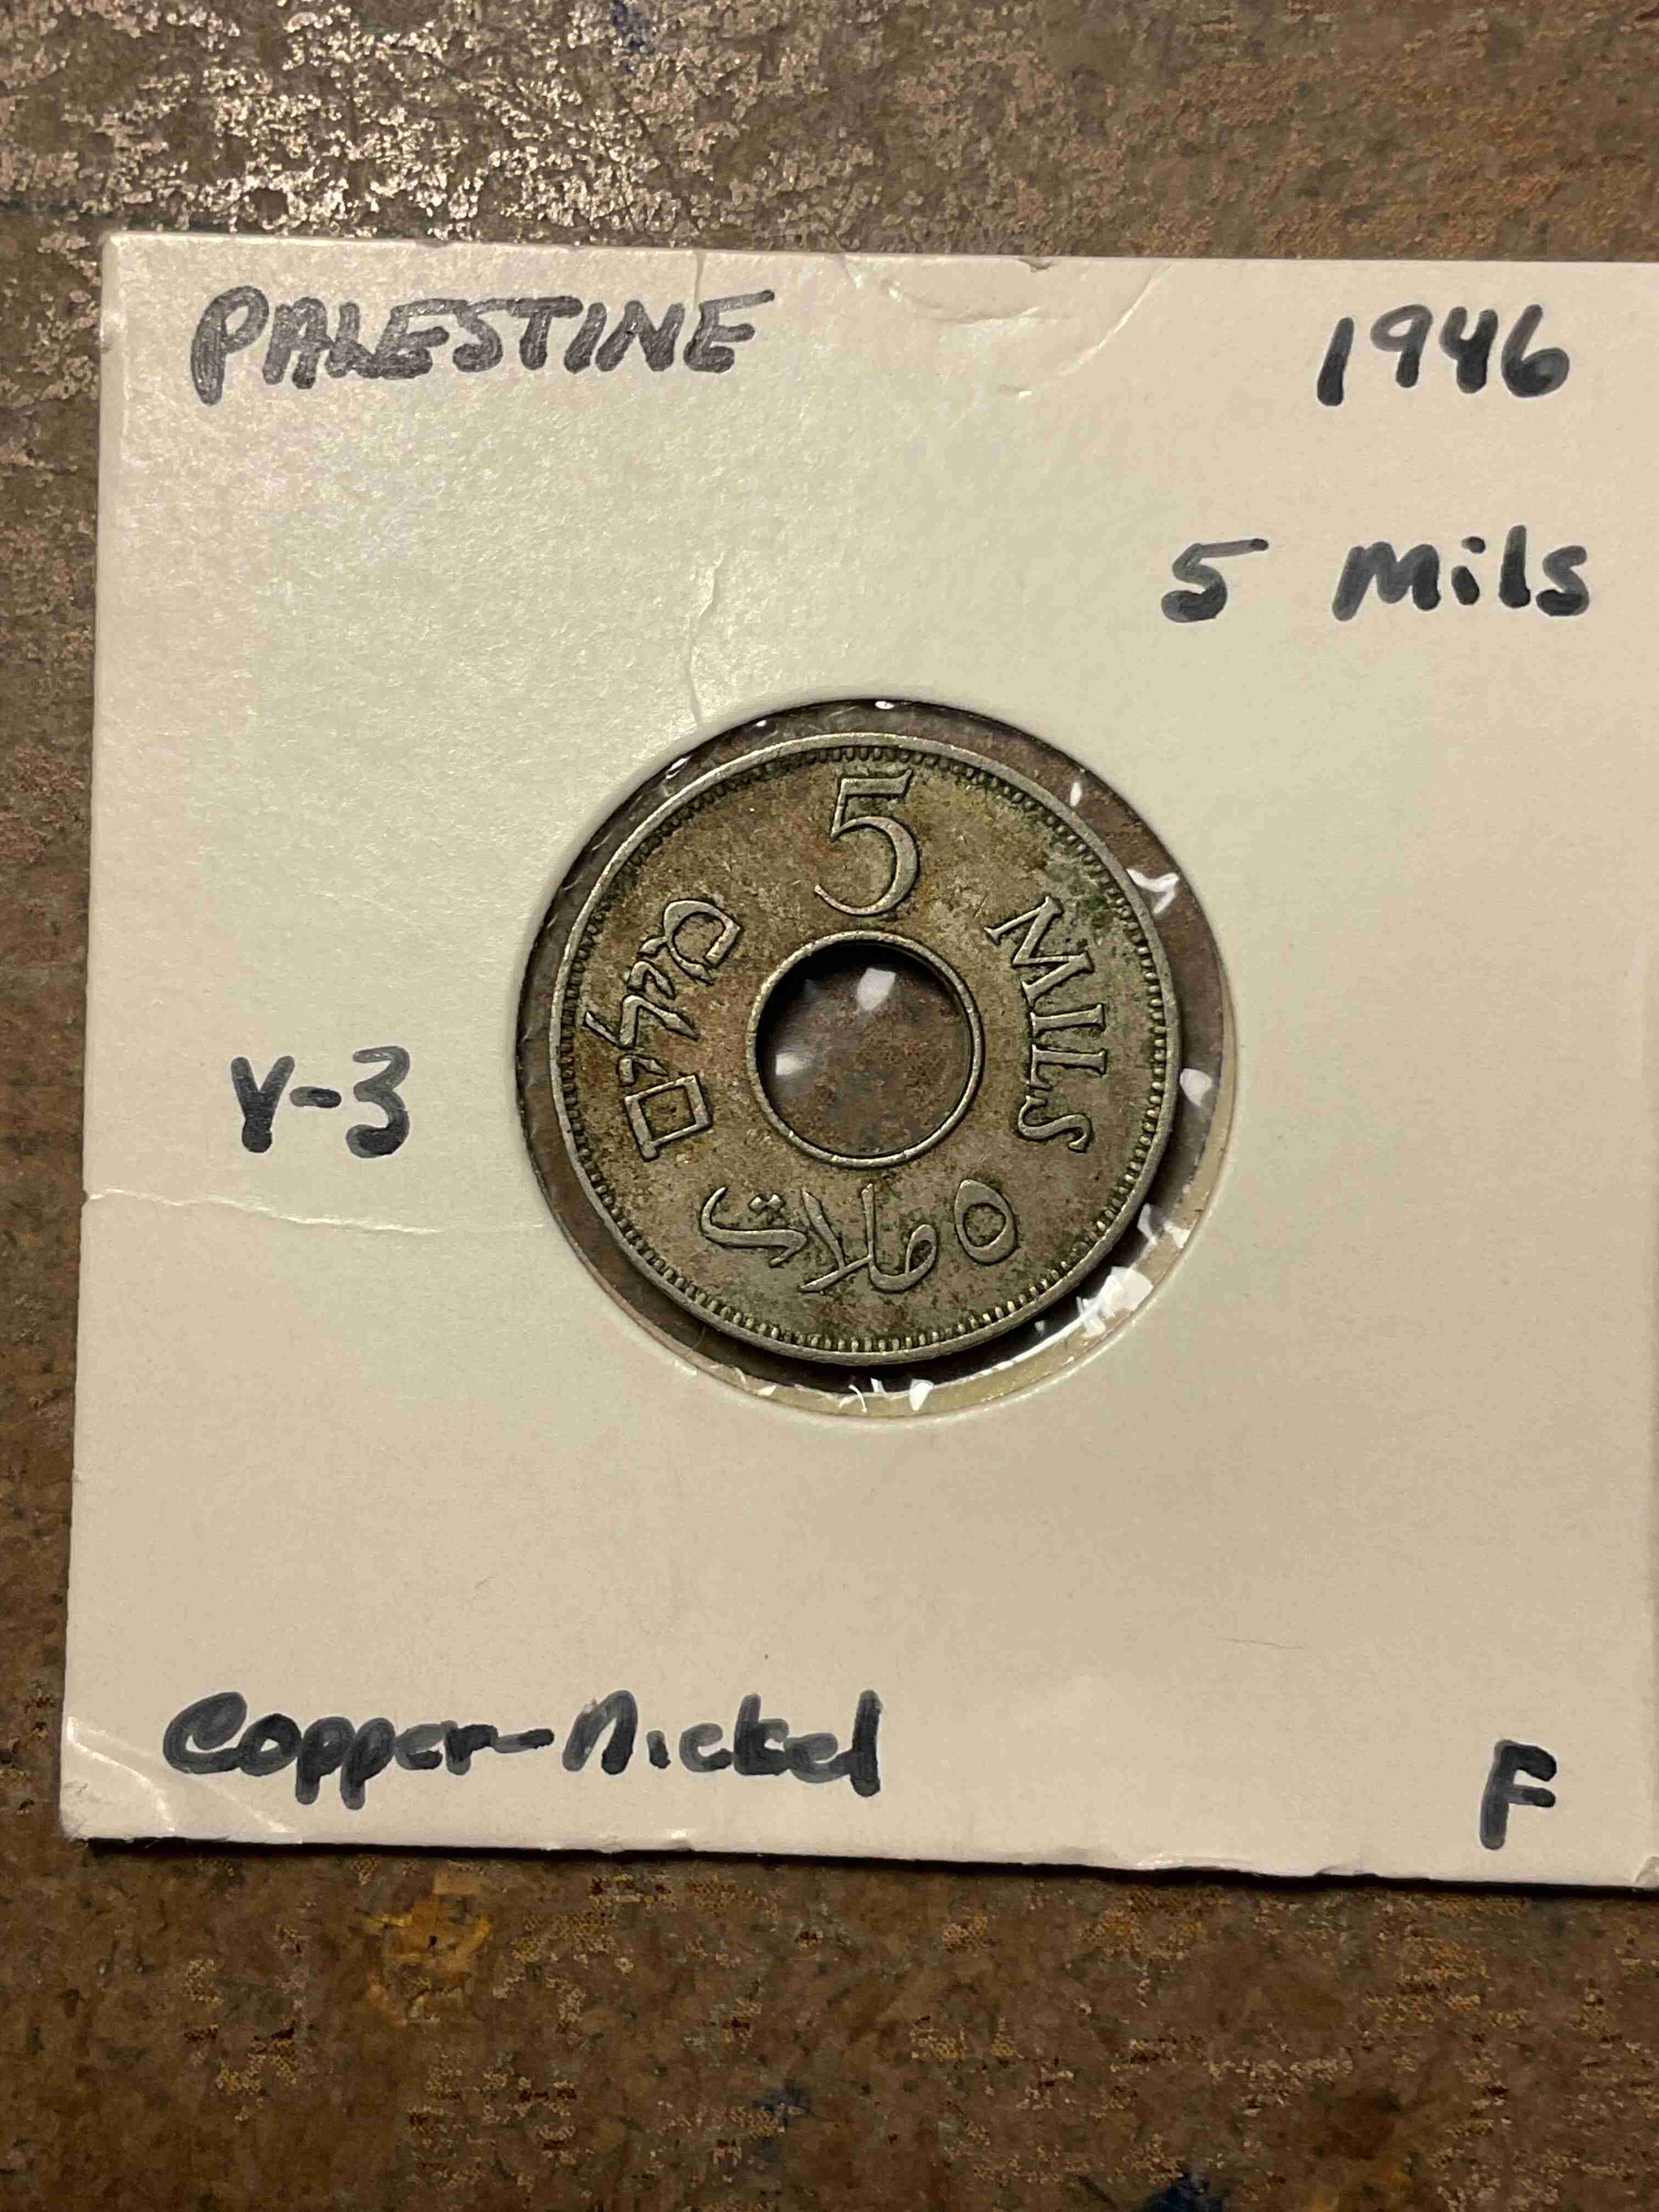 PALESTINE 1946
5 Mils
5 MILS
מילים
٥ ملات
Y-3
Copper-Nickel F